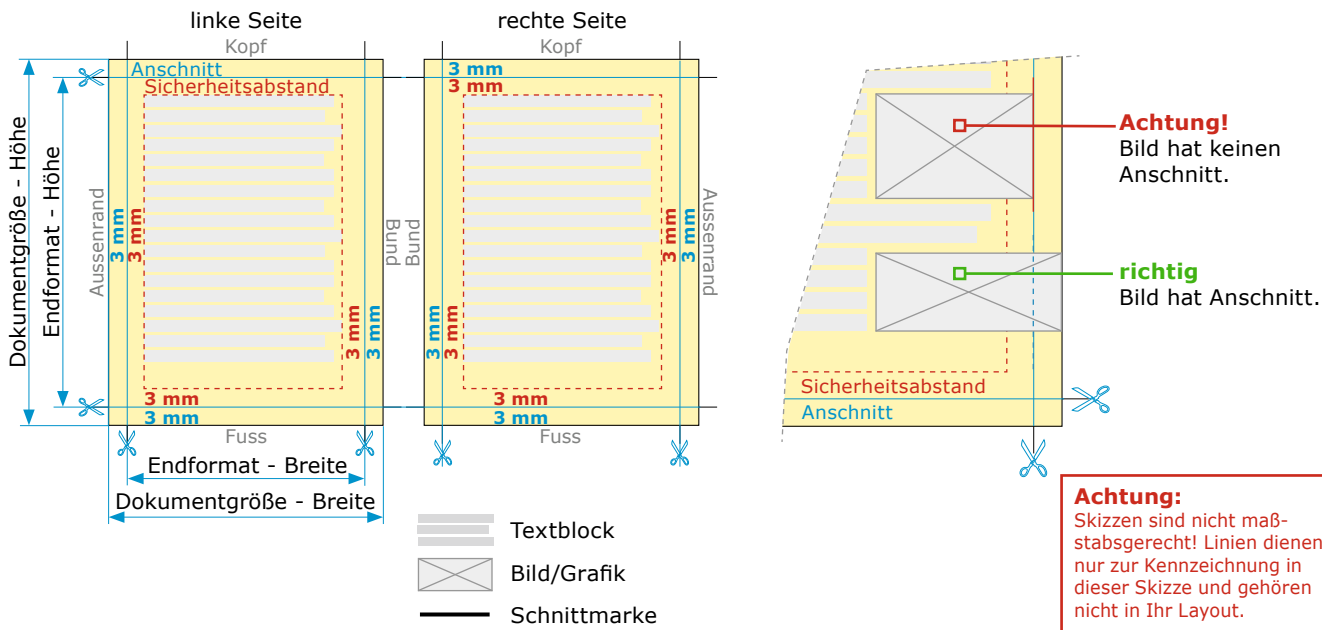 linke Seite
rechte Seite
Kopf
Kopf
Anschnitt
Sicherheitsabstand
3 mm
3 mm
Dokumentgröße - Höhe
Endformat - Höhe
Aussenrand
3 mm
3 mm
3 mm
3 mm
Bund
Bund
3 mm
3 mm
3 mm
3 mm
Aussenrand
3 mm
3 mm
3 mm
3 mm
Fuss
Fuss
Endformat - Breite
Dokumentgröße - Breite
Textblock
Bild/Grafik
Schnittmarke
Achtung!
Bild hat keinen
Anschnitt.
richtig
Bild hat Anschnitt.
Sicherheitsabstand
Anschnitt
Achtung:
Skizzen sind nicht maß-
stabsgerecht! Linien dienen
nur zur Kennzeichnung in
dieser Skizze und gehören
nicht in Ihr Layout.